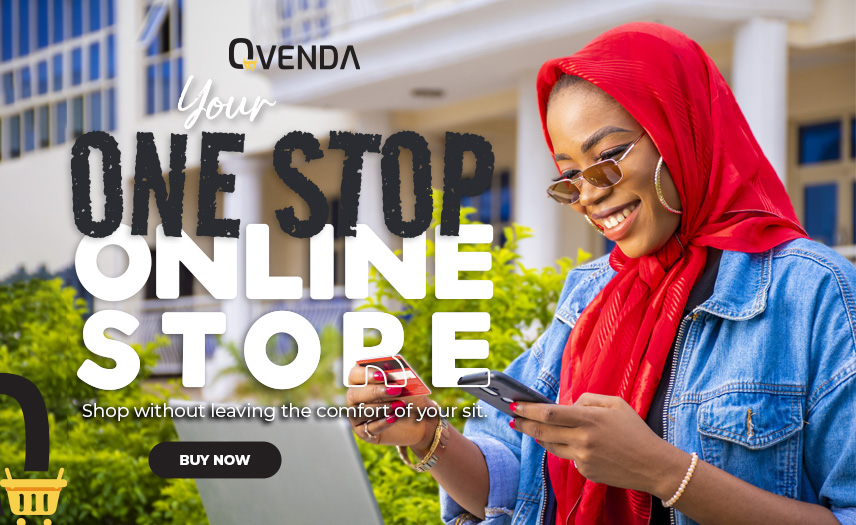 QVENDA
Your
ONE STOP
ONLINE
STORE
Shop without leaving the comfort of your sit.
BUY NOW